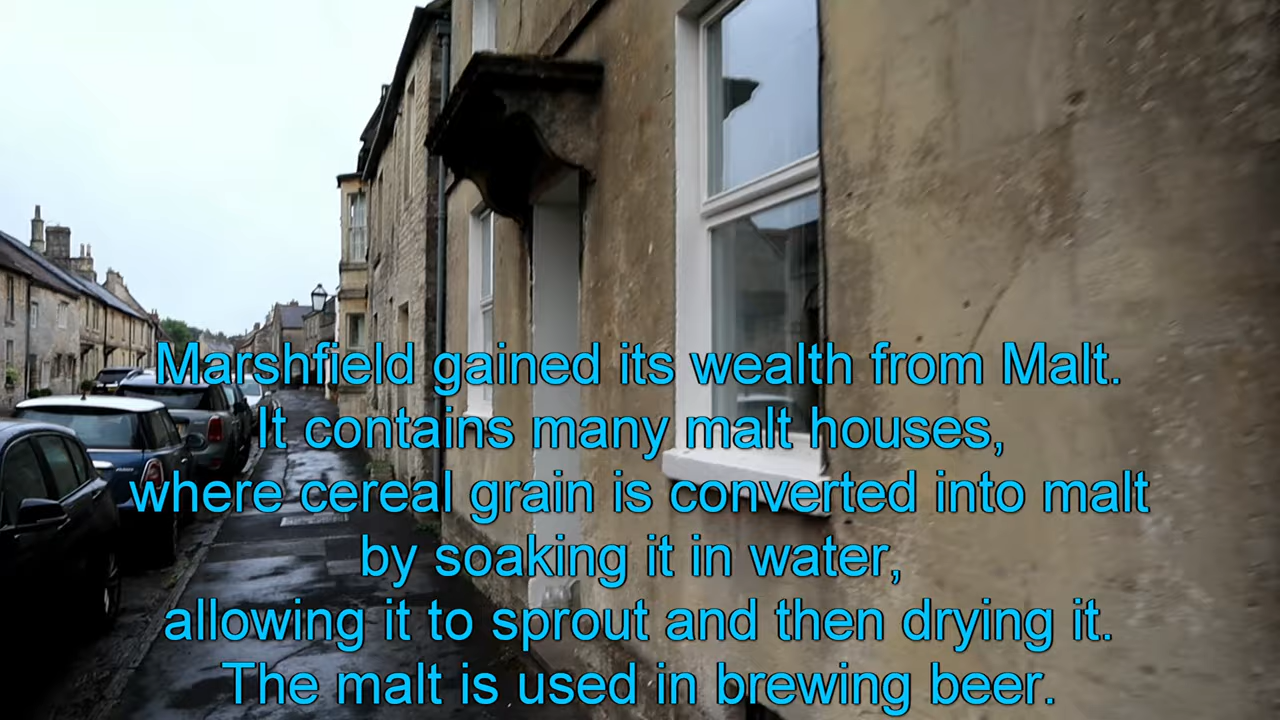 Marshfield gained its wealth from Malt.
It contains many malt houses,
where cereal grain is converted into malt
by soaking it in water,
allowing it to sprout and then drying it.
The malt is used in brewing beer.